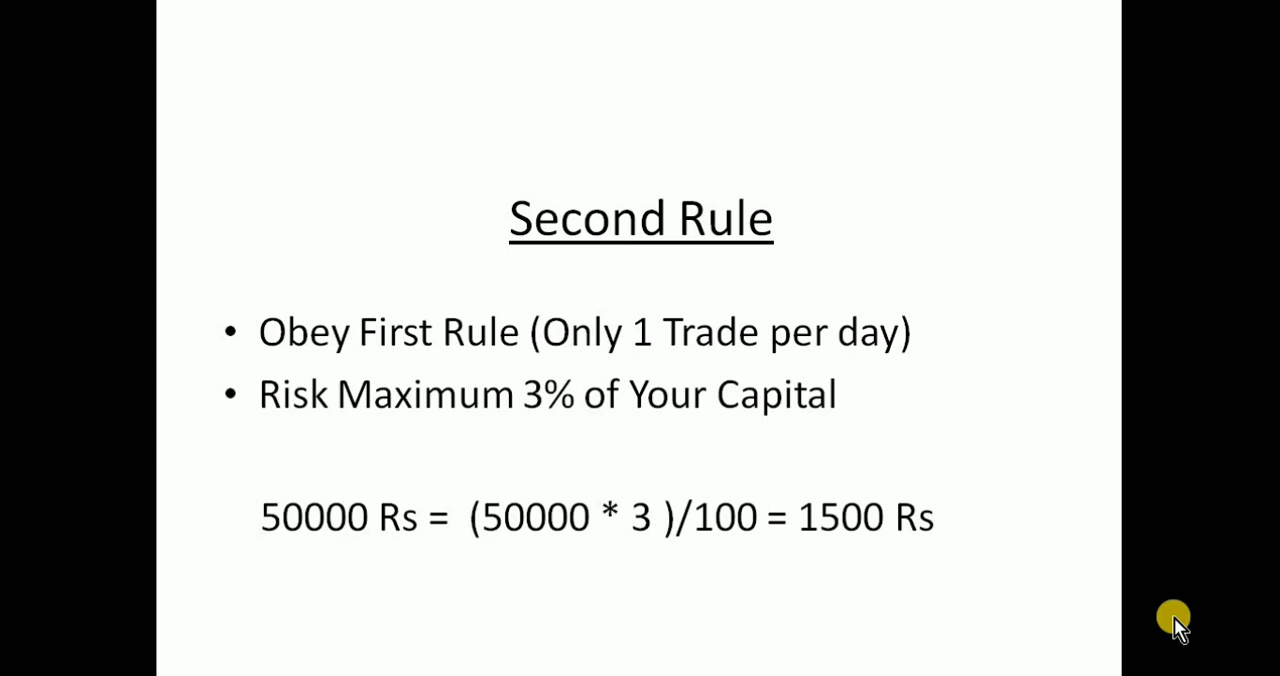 Second Rule
• Obey First Rule (Only 1 Trade per day)
• Risk Maximum 3% of Your Capital
50000 Rs = (50000 * 3 )/100 = 1500 Rs